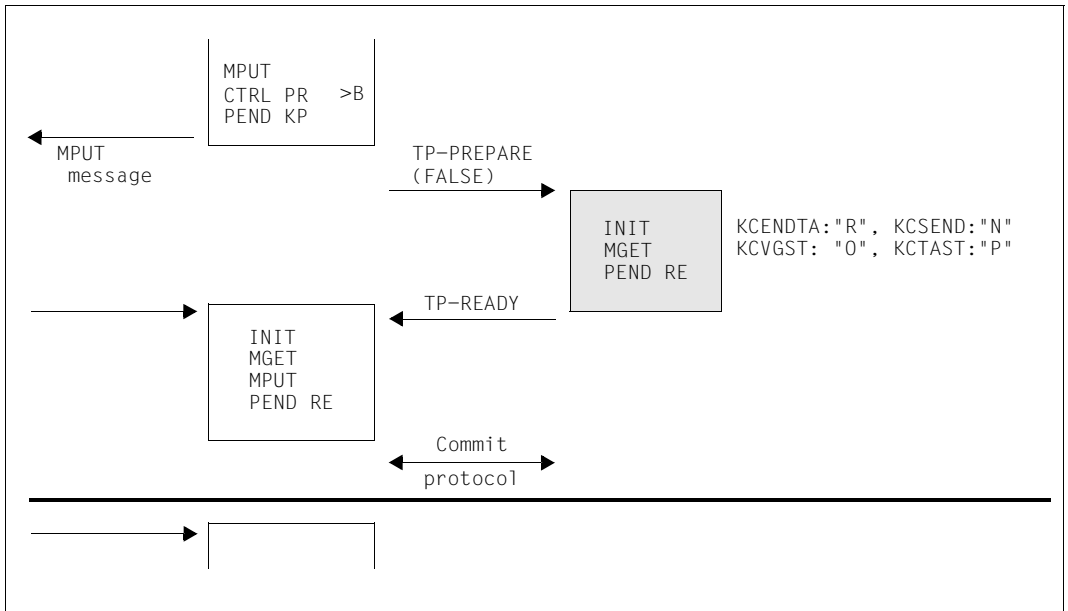 MPUT
CTRL PR >B
PEND KP
MPUT
message
TP-PREPARE
(FALSE)
INIT
MGET
PEND RE
KCENDTA:"R", KCSEND:"N"
KCVGST: "O", KCTAST:"P"
TP-READY
INIT
MGET
MPUT
PEND RE
Commit
protocol